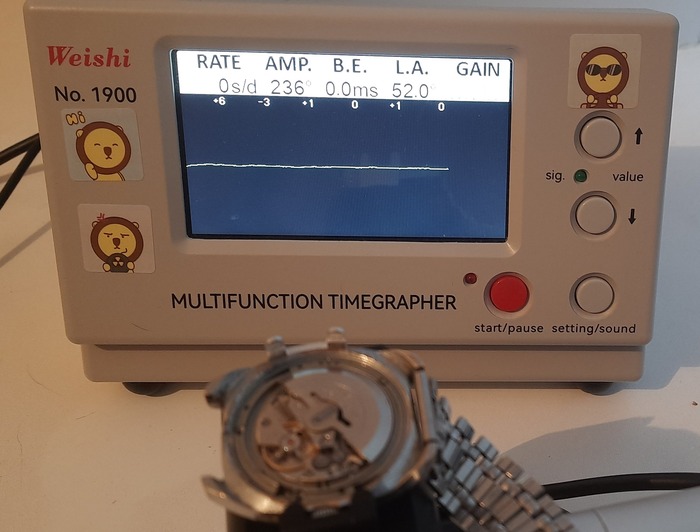 Weishi
No. 1900
Hi
RATE AMP. B.E. L.A. GAIN
0s/d 236° 0.0ms 52.0°
+6 -3 +1 0 +1 0
sig. value
MULTIFUNCTION TIMEGRAPHER
start/pause setting/sound